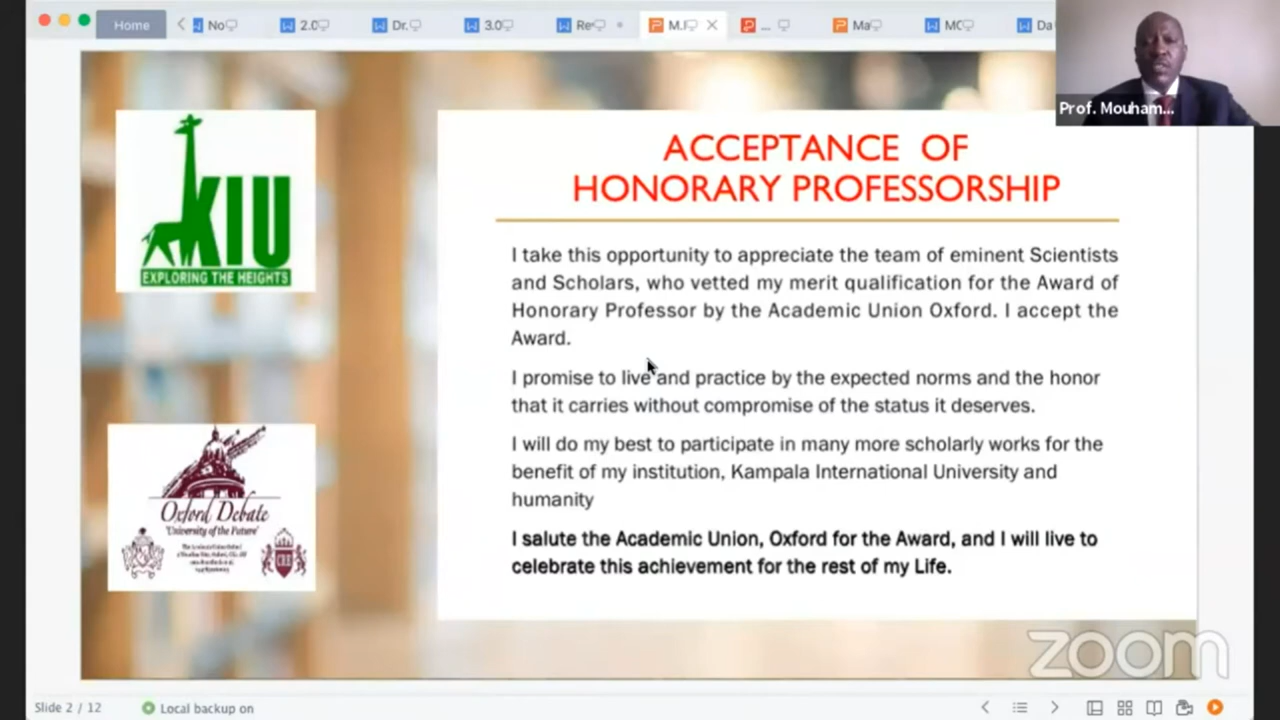 Home
No
2.0
Dr.
3.0
Re
M.I
...
Ma
MC
Da
Prof. Mouham...
KIU
EXPLORING THE HEIGHTS
ACCEPTANCE OF
HONORARY PROFESSORSHIP
I take this opportunity to appreciate the team of eminent Scientists
and Scholars, who vetted my merit qualification for the Award of
Honorary Professor by the Academic Union Oxford. I accept the
Award.
I promise to live and practice by the expected norms and the honor
that it carries without compromise of the status it deserves.
I will do my best to participate in many more scholarly works for the
benefit of my institution, Kampala International University and
humanity
I salute the Academic Union, Oxford for the Award, and I will live to
celebrate this achievement for the rest of my Life.
Oxford Debate
'University of the Future'
zoom
Slide 2 / 12
Local backup on